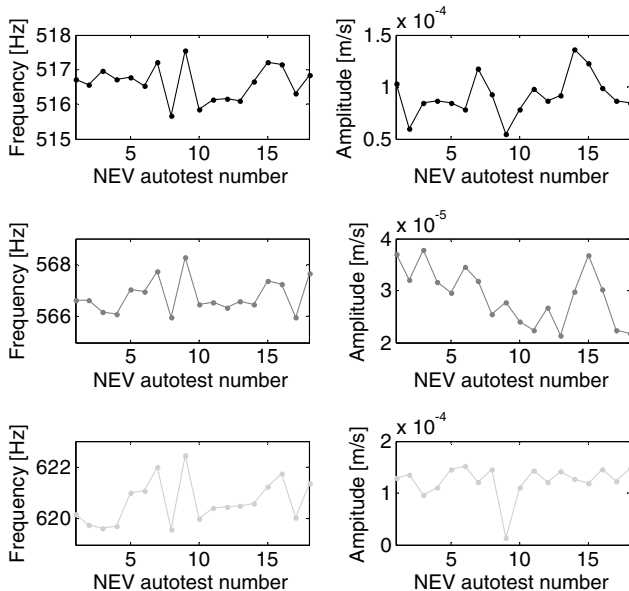 x 10⁻⁴
Frequency [Hz]
518
517
516
515
5 10 15
NEV autotest number
Amplitude [m/s]
1.5
1
0.5
5 10 15
NEV autotest number
x 10⁻⁵
Frequency [Hz]
568
566
5 10 15
NEV autotest number
Amplitude [m/s]
4
3
2
5 10 15
NEV autotest number
x 10⁻⁴
Frequency [Hz]
622
620
5 10 15
NEV autotest number
Ampitude [m/s]
2
1
0
5 10 15
NEV autotest number